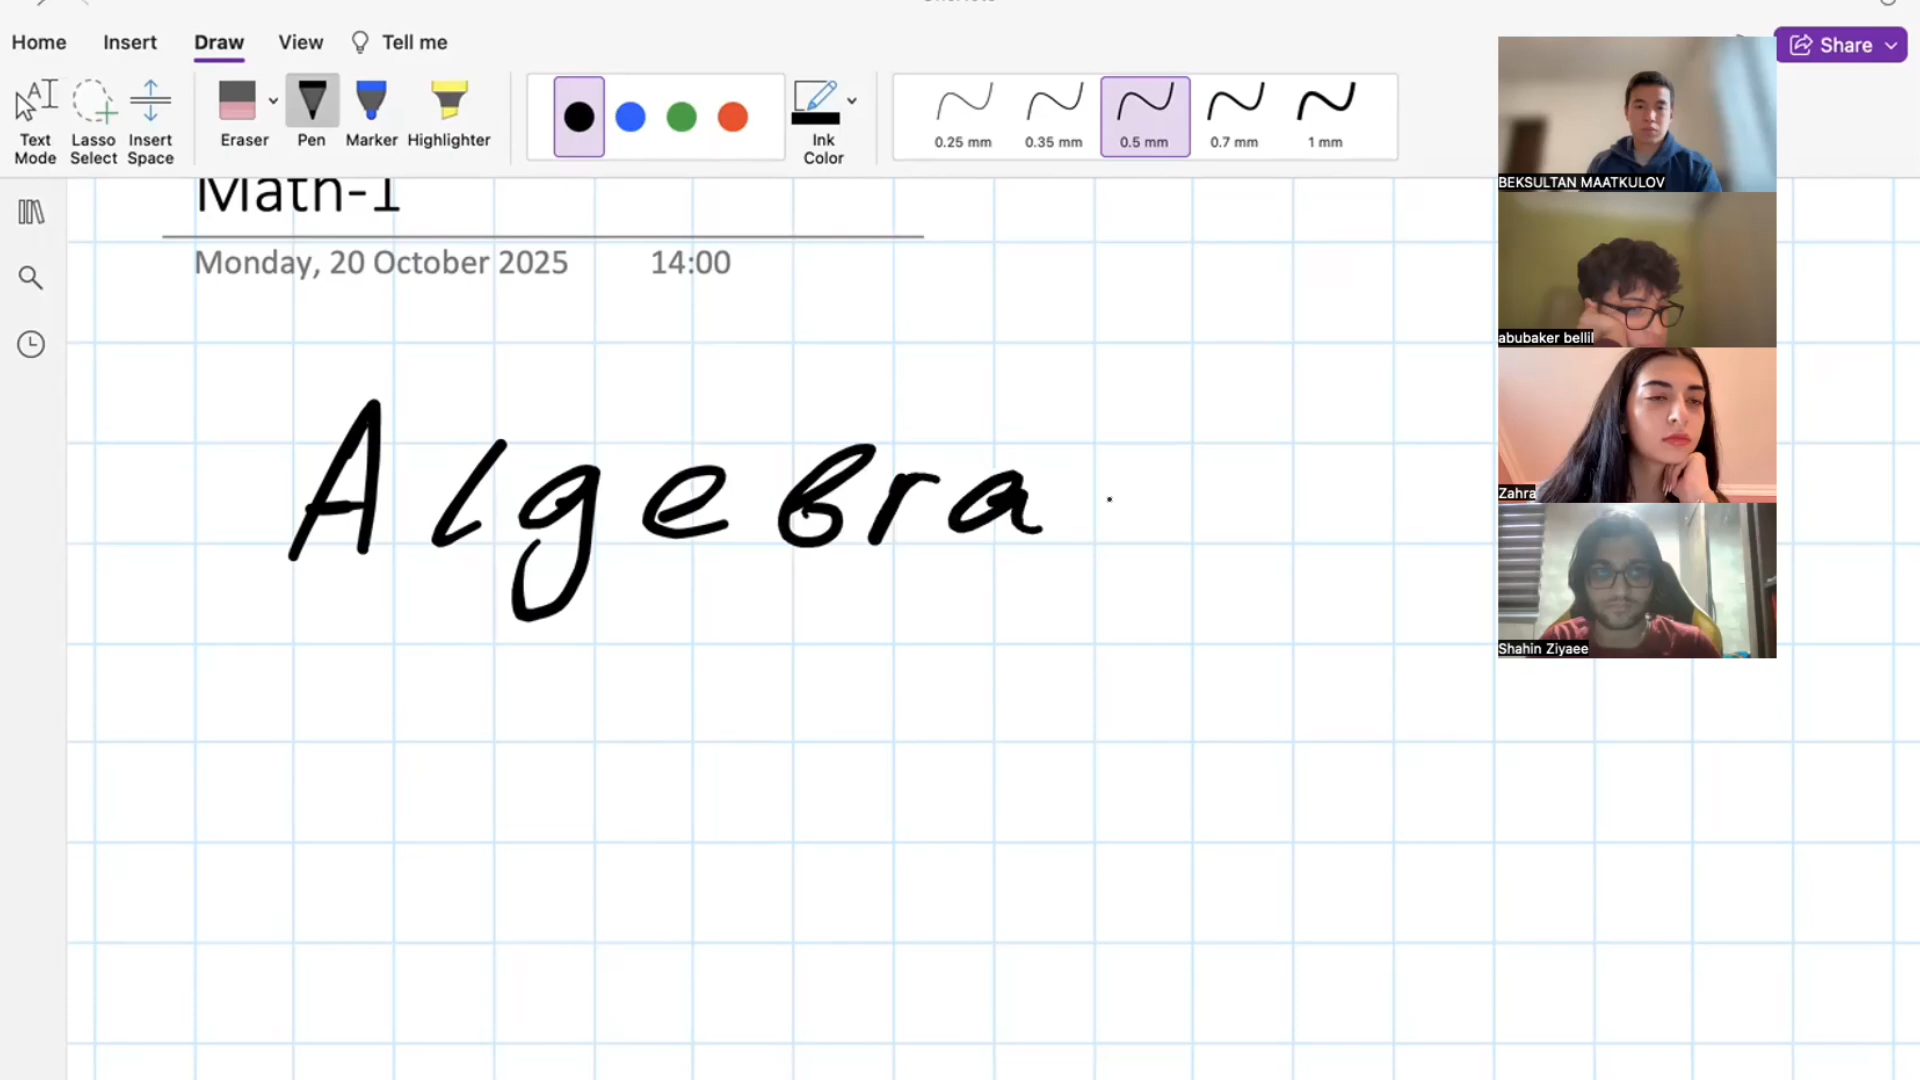 Home Insert Draw View Tell me Share
Text Mode
Lasso Select
Insert Space
Eraser
Pen
Marker
Highlighter
Ink Color
0.25 mm
0.35 mm
0.5 mm
0.7 mm
1 mm
Math-1
Monday, 20 October 2025 14:00
Algebra
BEKSULTAN MAATKULOV
abubaker bellil
Zahra
Shahin Ziyaee